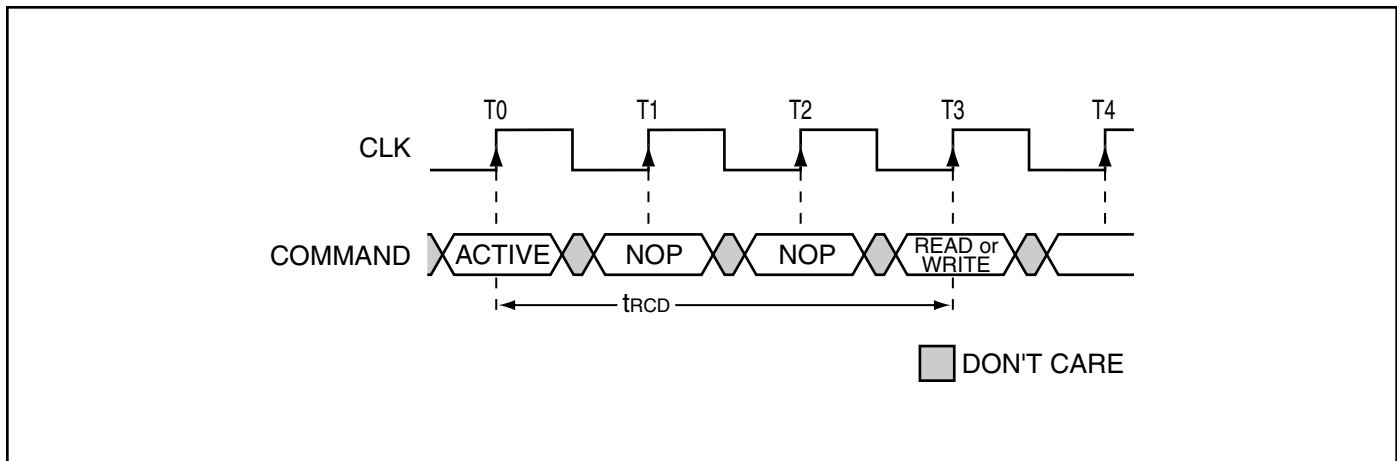 T0 T1 T2 T3 T4
CLK
COMMAND ACTIVE NOP NOP READ or
WRITE
tRCD
DON'T CARE